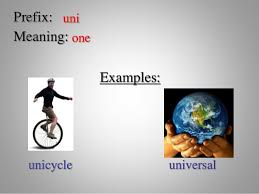 Prefix: uni
Meaning: one
Examples:
unicycle universal